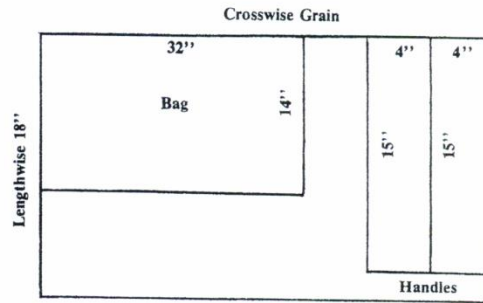 Crosswise Grain
32’’
4’’
4’’
Bag
14’’
15’’
15’’
Lengthwise 18’’
Handles